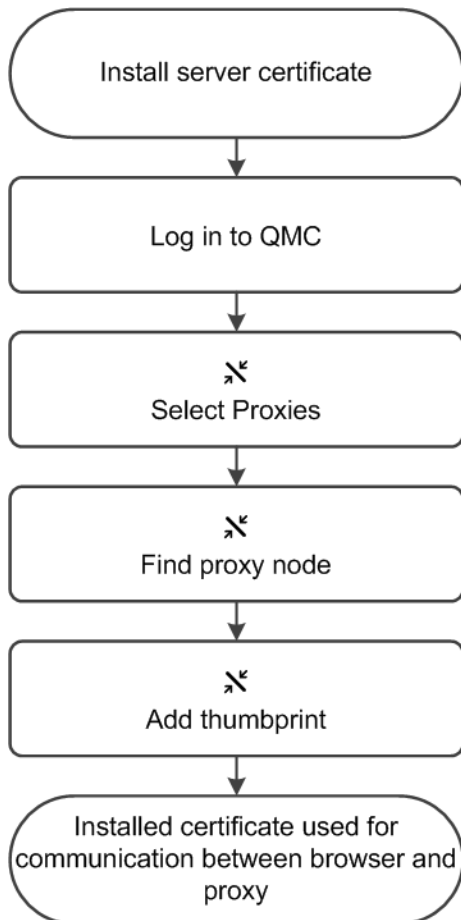 Install server certificate
Log in to QMC
Select Proxies
Find proxy node
Add thumbprint
Installed certificate used for
communication between browser and
proxy